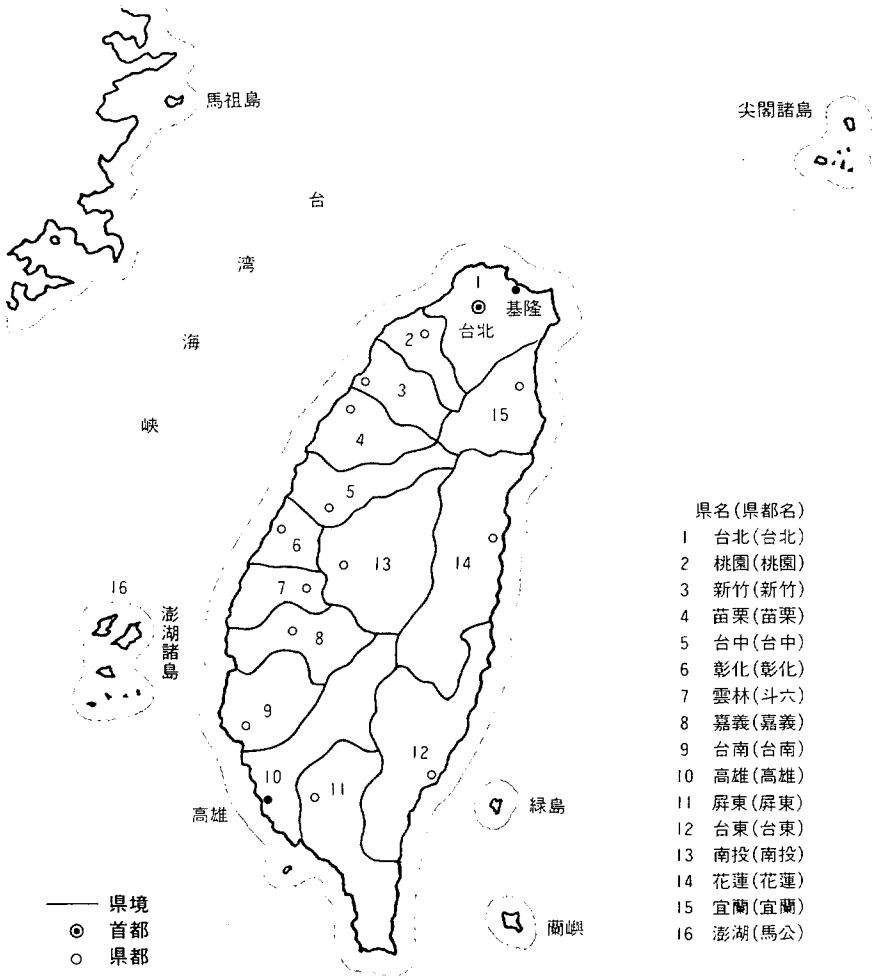 馬祖島
尖閣諸島
台
湾
海
峡
1
基隆
台北
2
3
15
4
5
6
13
14
7
16
澎湖諸島
8
9
12
10
11
高雄
緑島
蘭嶼
県名(県都名)
1 台北(台北)
2 桃園(桃園)
3 新竹(新竹)
4 苗栗(苗栗)
5 台中(台中)
6 彰化(彰化)
7 雲林(斗六)
8 嘉義(嘉義)
9 台南(台南)
10 高雄(高雄)
11 屏東(屏東)
12 台東(台東)
13 南投(南投)
14 花蓮(花蓮)
15 宜蘭(宜蘭)
16 澎湖(馬公)
県境
首都
県都